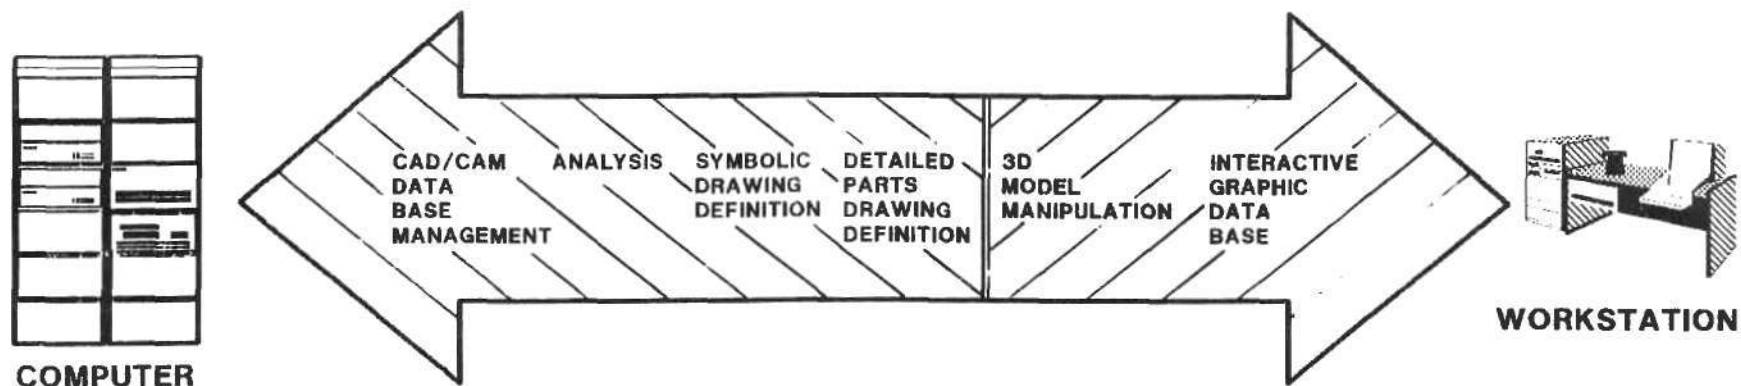 CAD/CAM
DATA
BASE
MANAGEMENT
ANALYSIS
SYMBOLIC
DRAWING
DEFINITION
DETAILED
PARTS
DRAWING
DEFINITION
3D
MODEL
MANIPULATION
INTERACTIVE
GRAPHIC
DATA
BASE
COMPUTER
WORKSTATION